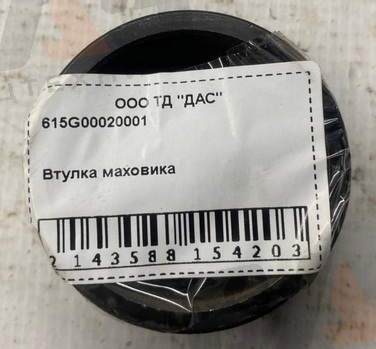 ООО ТД "ДАС"
615G00020001
Втулка маховика
2143588154203